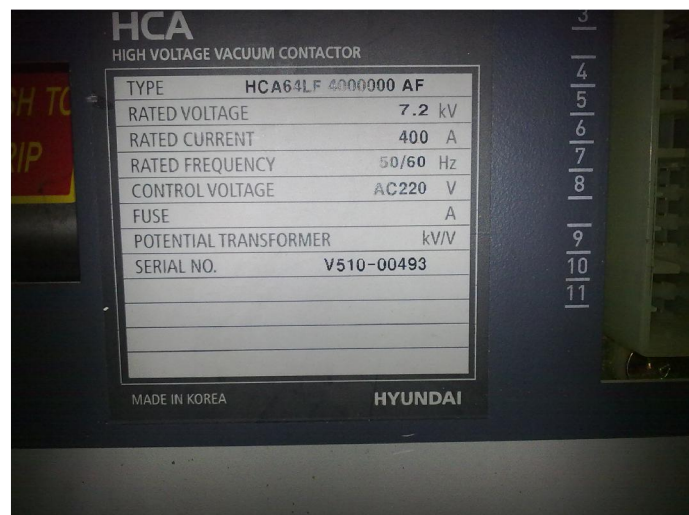 HCA
HIGH VOLTAGE VACUUM CONTACTOR
TYPE HCA64LF 4000000 AF
RATED VOLTAGE 7.2 kV
RATED CURRENT 400 A
RATED FREQUENCY 50/60 Hz
CONTROL VOLTAGE AC220 V
FUSE A
POTENTIAL TRANSFORMER kV/V
SERIAL NO. V510-00493
MADE IN KOREA HYUNDAI
3
4
5
6
7
8
9
10
11